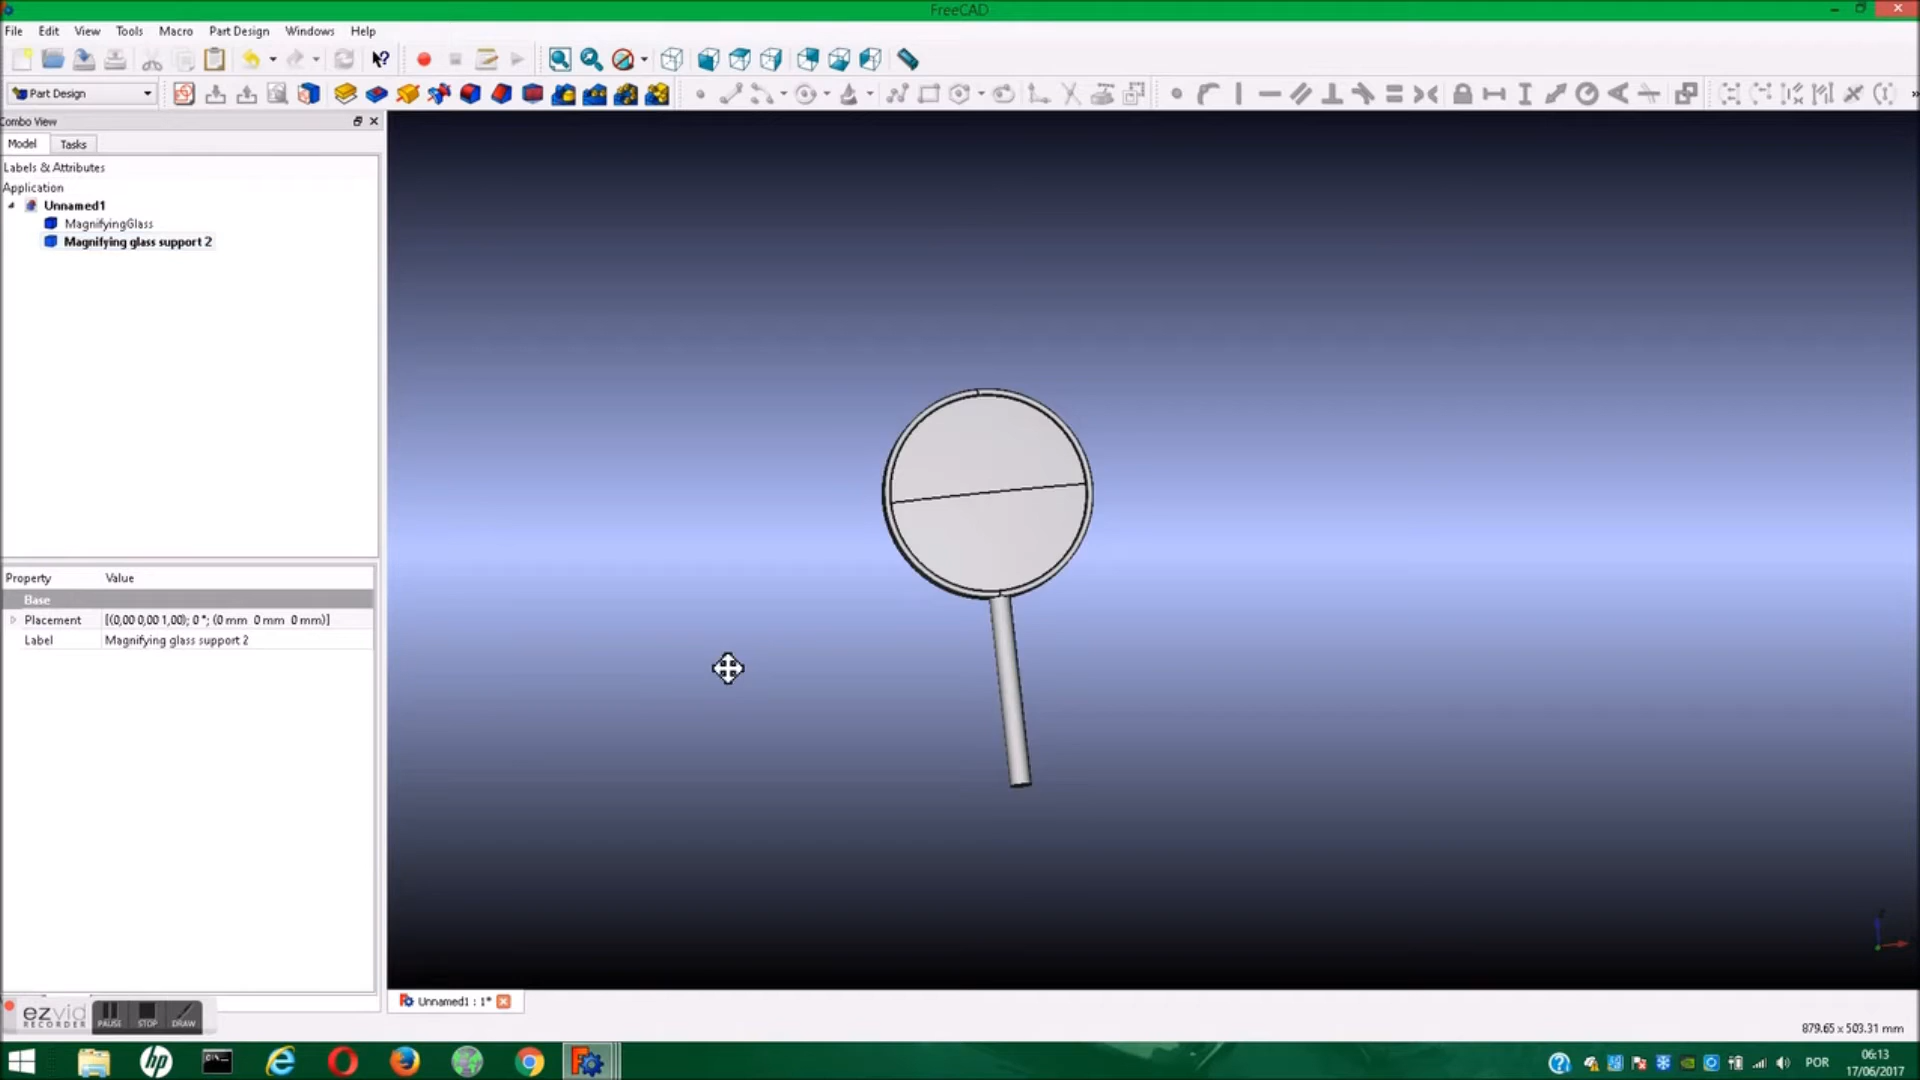 FreeCAD
File Edit View Tools Macro Part Design Windows Help
Part Design
Combo View
Model Tasks
Labels & Attributes
Application
Unnamed1
MagnifyingGlass
Magnifying glass support 2
Property Value
Base
Placement [(0,00 0,00 1,00); 0 °; (0 mm 0 mm 0 mm)]
Label Magnifying glass support 2
Unnamed1 : 1*
ezvid
RECORDER
PAUSE STOP DRAW
879.65 x 503.31 mm
hp
POR
06:13
17/06/2017